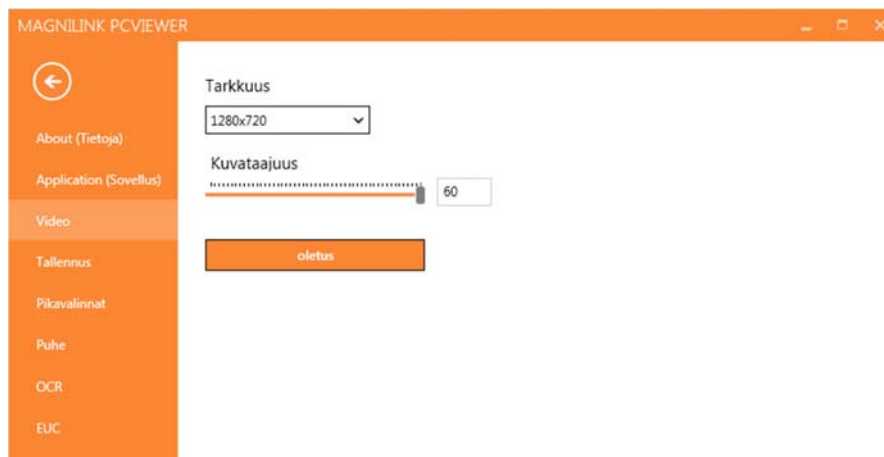 MAGNILINK PCVIEWER
About (Tietoja)
Application (Sovellus)
Video
Tallennus
Pikavalinnat
Puhe
OCR
EUC
Tarkkuus
1280x720
Kuvataajuus
60
oletus